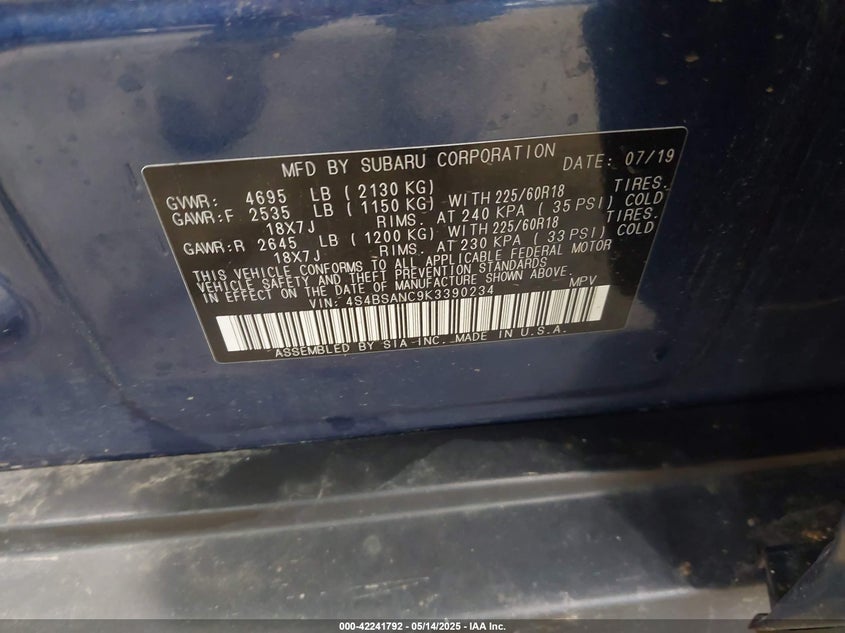 MFD BY SUBARU CORPORATION DATE: 07/19
GVWR: 4695 LB ( 2130 KG)
GAWR:F 2535 LB ( 1150 KG) WITH 225/60R18 TIRES.
18X7J RIMS. AT 240 KPA ( 35 PSI) COLD
GAWR:R 2645 LB ( 1200 KG) WITH 225/60R18 TIRES.
18X7J RIMS. AT 230 KPA ( 33 PSI) COLD
THIS VEHICLE CONFORMS TO ALL APPLICABLE FEDERAL MOTOR
VEHICLE SAFETY AND THEFT PREVENTION STANDARDS
IN EFFECT ON THE DATE OF MANUFACTURE SHOWN ABOVE.
VIN: 4S4BSANC9K3390234 MPV
ASSEMBLED BY SIA-INC. MADE IN U.S.A.
000-42241792 - 05/14/2025 - IAA Inc.